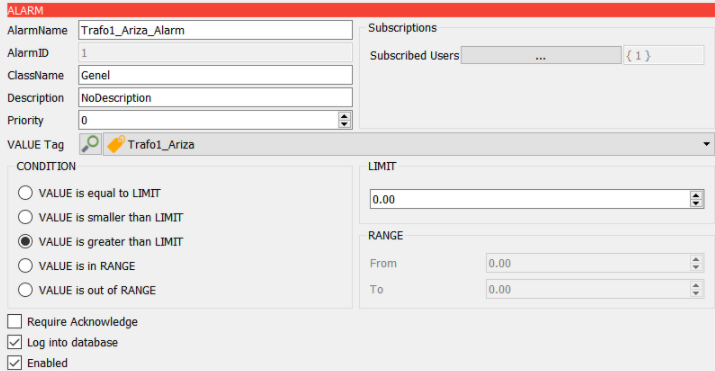 ALARM
AlarmName Trafo1_Ariza_Alarm
AlarmID 1
ClassName Genel
Description NoDescription
Priority 0
Subscriptions
Subscribed Users ... { 1 }
VALUE Tag Trafo1_Ariza
CONDITION
VALUE is equal to LIMIT
VALUE is smaller than LIMIT
VALUE is greater than LIMIT
VALUE is in RANGE
VALUE is out of RANGE
LIMIT
0.00
RANGE
From 0.00
To 0.00
Require Acknowledge
Log into database
Enabled